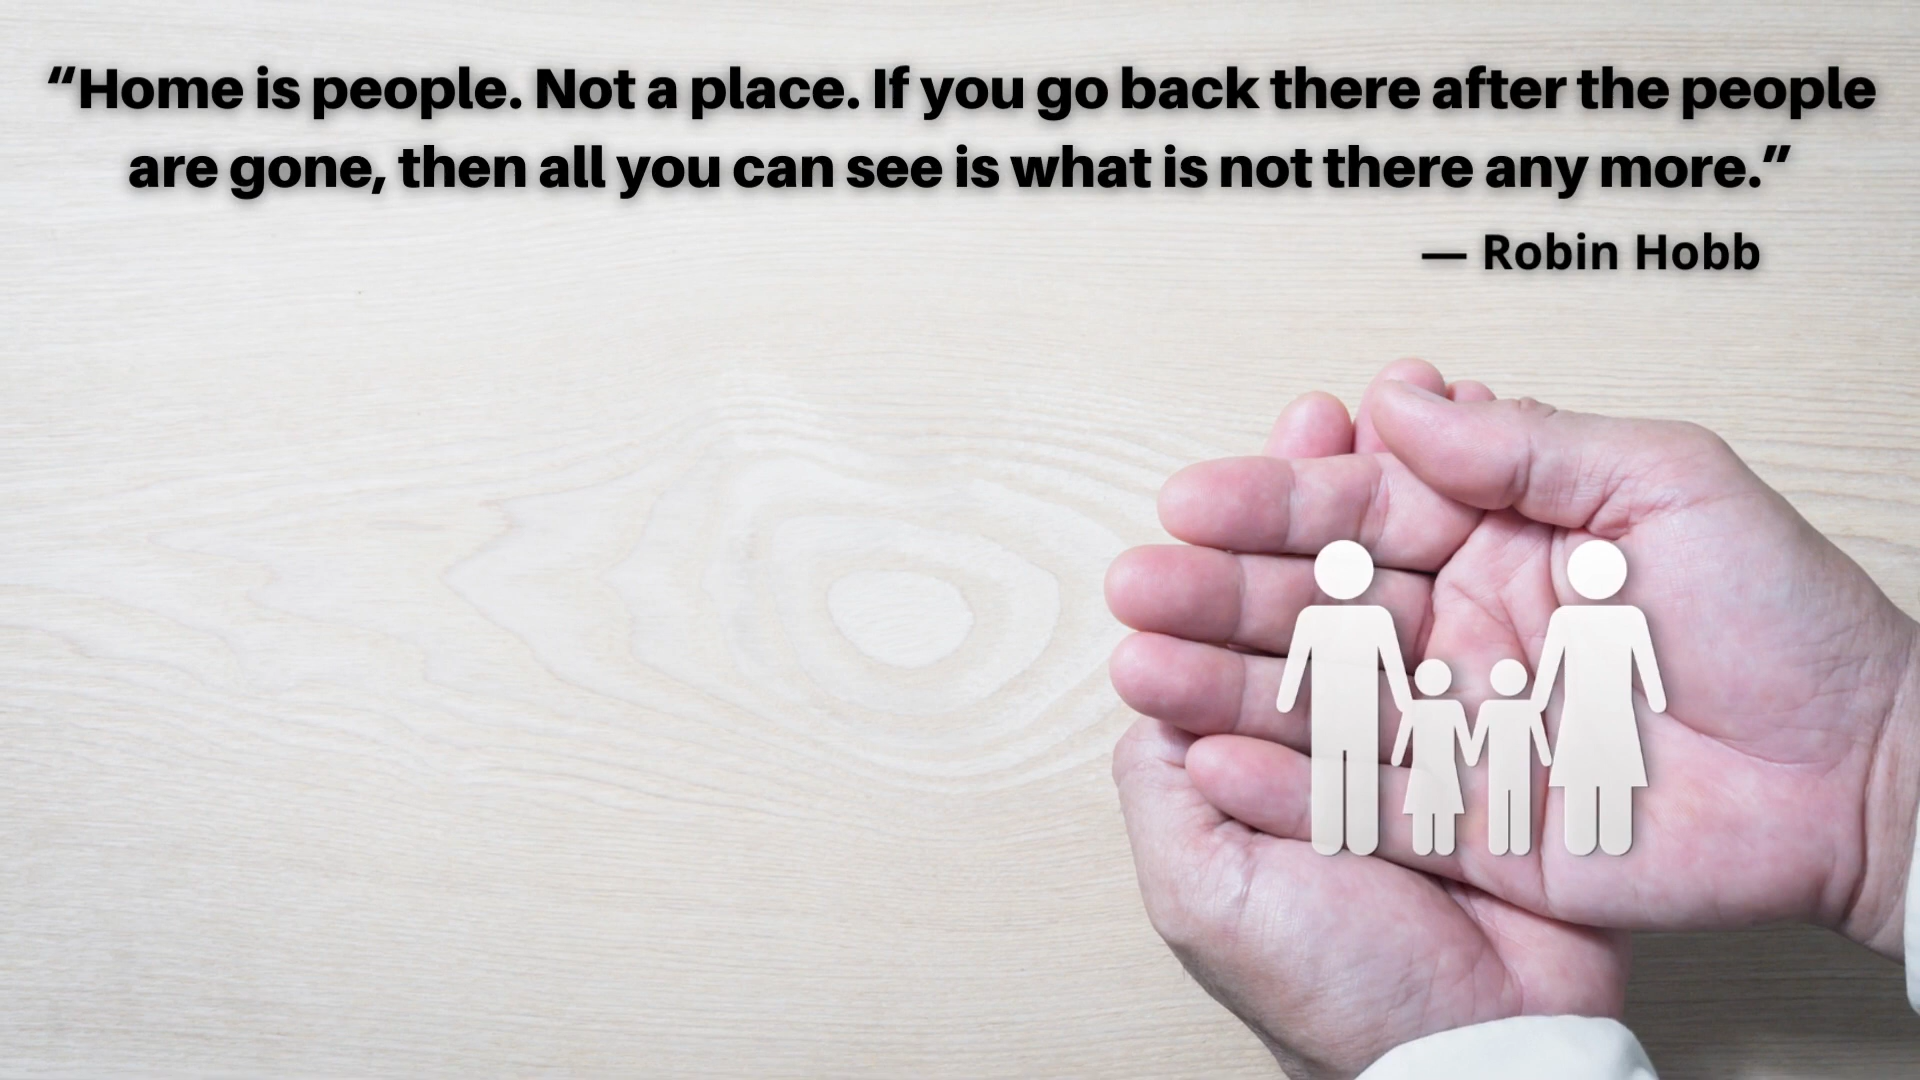 “Home is people. Not a place. If you go back there after the people
are gone, then all you can see is what is not there any more.”
— Robin Hobb